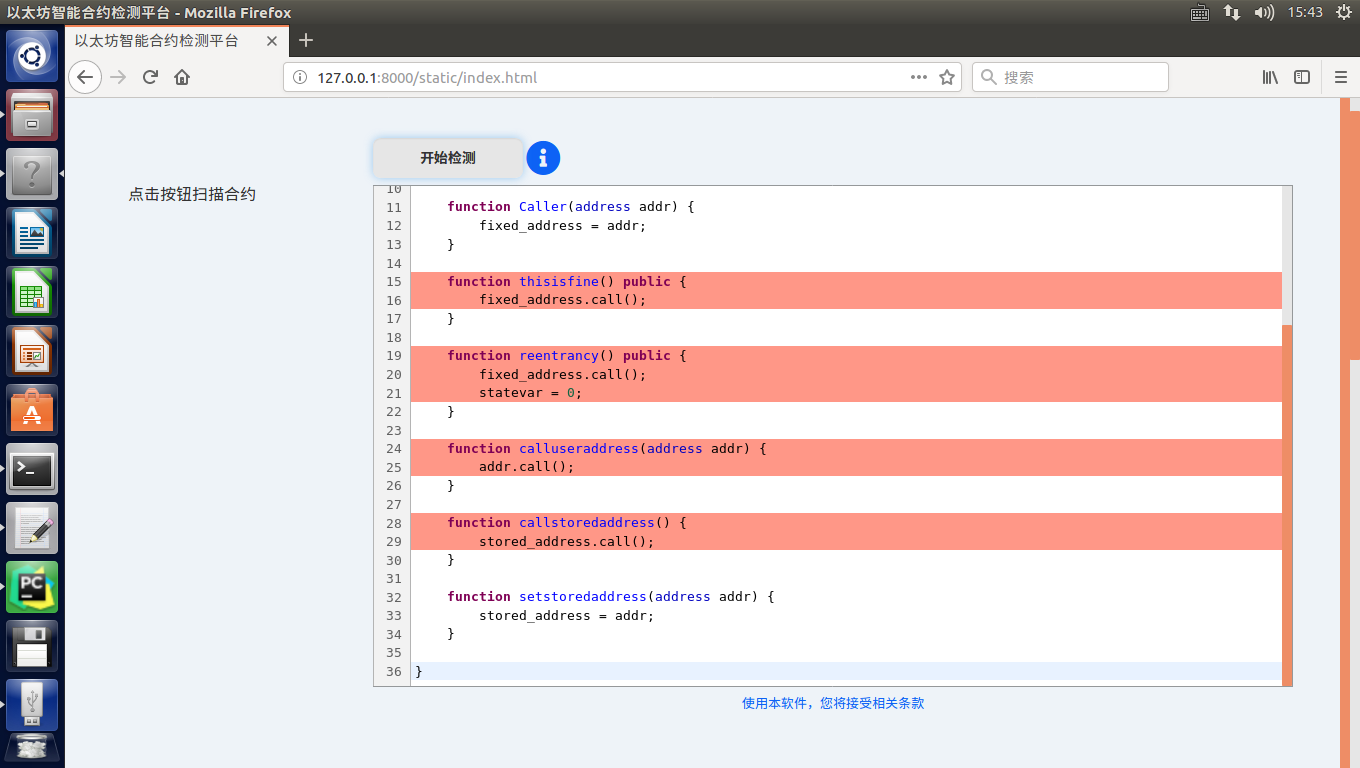 以太坊智能合约检测平台 - Mozilla Firefox
15:43
以太坊智能合约检测平台
127.0.0.1:8000/static/index.html
搜索
开始检测
点击按钮扫描合约
10
11 function Caller(address addr) {
12 fixed_address = addr;
13 }
14
15 function thisisfine() public {
16 fixed_address.call();
17 }
18
19 function reentrancy() public {
20 fixed_address.call();
21 statevar = 0;
22 }
23
24 function calluseraddress(address addr) {
25 addr.call();
26 }
27
28 function callstoredaddress() {
29 stored_address.call();
30 }
31
32 function setstoredaddress(address addr) {
33 stored_address = addr;
34 }
35
36 }
使用本软件，您将接受相关条款
PC